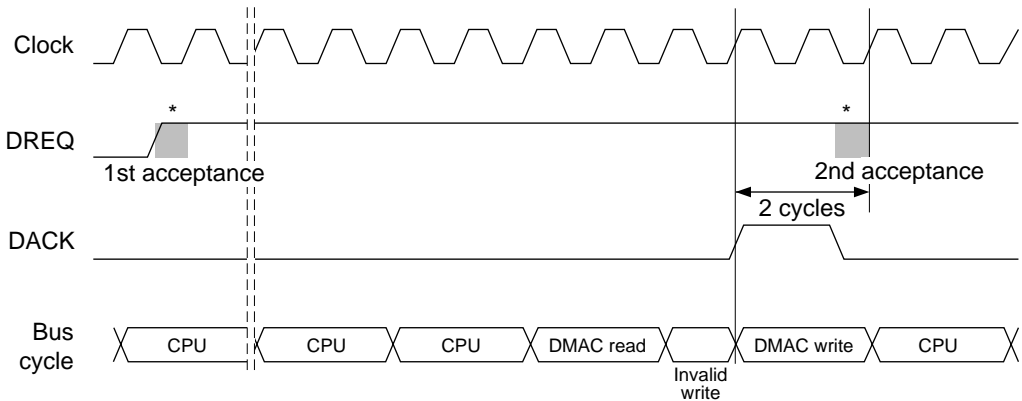 Clock
* *
DREQ
1st acceptance 2nd acceptance
2 cycles
DACK
Bus
cycle
CPU CPU CPU DMAC read DMAC write CPU
Invalid
write